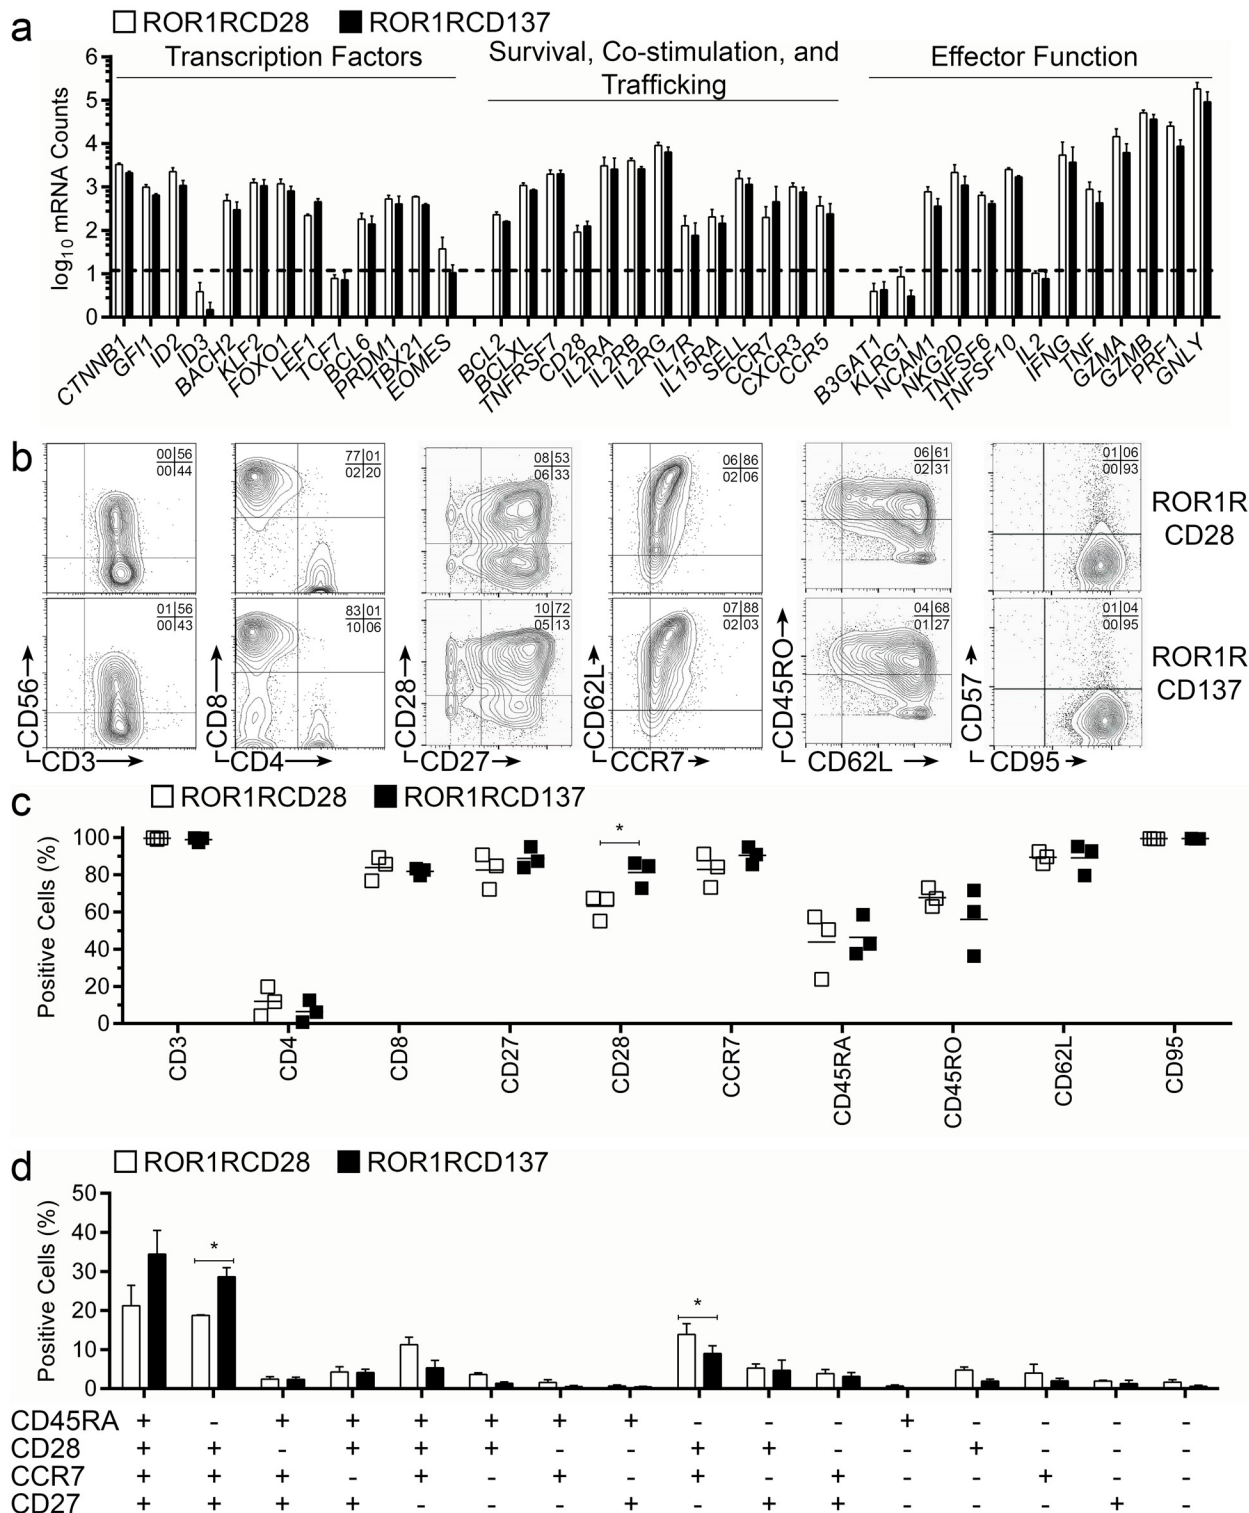 a
ROR1RCD28 ROR1RCD137
Transcription Factors
Survival, Co-stimulation, and
Trafficking
Effector Function
log10 mRNA Counts
6
5
4
3
2
1
0
CTNNB1 GFI1 ID2 ID3 BACH2 KLF2 FOXO1 LEF1 TCF7 BCL6 PRDM1 TBX21 EOMES BCL2 BCLXL TNFRSF7 CD28 IL2RA IL2RB IL2RG IL7R IL15RA SELL CCR7 CXCR3 CCR5 B3GAT1 KLRG1 NCAM1 NKG2D TNFSF6 TNFSF10 IL2 IFNG TNF GZMA GZMB PRF1 GNLY
b
00|56 77|01 08|53 06|86 06|61 01|06
00|44 02|20 06|33 02|06 02|31 00|93
ROR1R
CD28
01|56 83|01 10|72 07|88 04|68 01|04
00|43 10|06 05|13 02|03 01|27 00|95
ROR1R
CD137
CD56 CD8 CD28 CD62L CD45RO CD57
CD3 CD4 CD27 CCR7 CD62L CD95
c
ROR1RCD28 ROR1RCD137
Positive Cells (%)
100
80
60
40
20
0
*
CD3 CD4 CD8 CD27 CD28 CCR7 CD45RA CD45RO CD62L CD95
d
ROR1RCD28 ROR1RCD137
Positive Cells (%)
50
40
30
20
10
0
* *
CD45RA + - + + + + + + - - - + - - - -
CD28 + + - + + + - - + + - - + - - -
CCR7 + + + - + - + - + - + - - + - -
CD27 + + + + - - - + - + + - - - + -